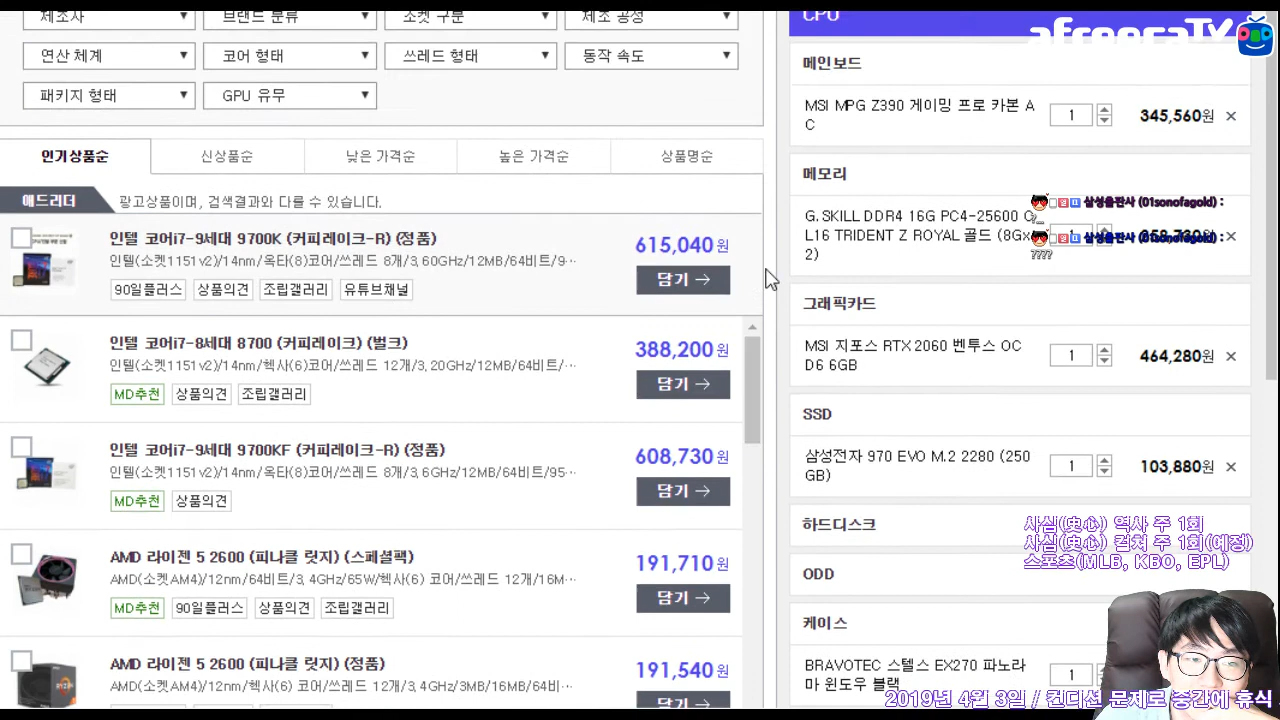 제조사 ▼
브랜드 분류 ▼
소켓 구분 ▼
제조 공정 ▼
연산 체계 ▼
코어 형태 ▼
쓰레드 형태 ▼
동작 속도 ▼
패키지 형태 ▼
GPU 유무 ▼
인기상품순
신상품순
낮은 가격순
높은 가격순
상품명순
애드리더
광고상품이며, 검색결과와 다를 수 있습니다.
인텔 코어i7-9세대 9700K (커피레이크-R) (정품)
인텔(소켓1151v2)/14nm/옥타(8)코어/쓰레드 8개/3,60GHz/12MB/64비트/9…
90일플러스 상품의견 조립갤러리 유튜브채널
615,040 원
담기 →
인텔 코어i7-8세대 8700 (커피레이크) (벌크)
인텔(소켓1151v2)/14nm/헥사(6)코어/쓰레드 12개/3,20GHz/12MB/64비트/…
MD추천 상품의견 조립갤러리
388,200 원
담기 →
인텔 코어i7-9세대 9700KF (커피레이크-R) (정품)
인텔(소켓1151v2)/14nm/옥타(8)코어/쓰레드 8개/3,6GHz/12MB/64비트/95…
MD추천 상품의견
608,730 원
담기 →
AMD 라이젠 5 2600 (피나클 릿지) (스페셜팩)
AMD(소켓AM4)/12nm/64비트/3,4GHz/65W/헥사(6) 코어/쓰레드 12개/16M…
MD추천 90일플러스 상품의견 조립갤러리
191,710 원
담기 →
AMD 라이젠 5 2600 (피나클 릿지) (정품)
AMD(소켓AM4)/12nm/헥사(6) 코어/쓰레드 12개/3,4GHz/3MB/16MB/64비…
191,540 원
담기 →
CPU
afreecaTV
메인보드
MSI MPG Z390 게이밍 프로 카본 A
C
1
345,560원 ×
메모리
삼성출판사 (01sonofagold) :
G.SKILL DDR4 16G PC4-25600 C
L16 TRIDENT Z ROYAL 골드 (8Gx
2)
삼성출판사 (01sonofagold) :
????
그래픽카드
MSI 지포스 RTX 2060 벤투스 OC
D6 6GB
1
464,280원 ×
SSD
삼성전자 970 EVO M.2 2280 (250
GB)
1
103,880원 ×
하드디스크
사심(史心) 역사 주 1회
사심(史心) 컬쳐 주 1회(예정)
스포츠(MLB, KBO, EPL)
ODD
케이스
BRAVOTEC 스텔스 EX270 파노라
마 윈도우 블랙
1
2019년 4월 3일 / 컨디션 문제로 중간에 휴식